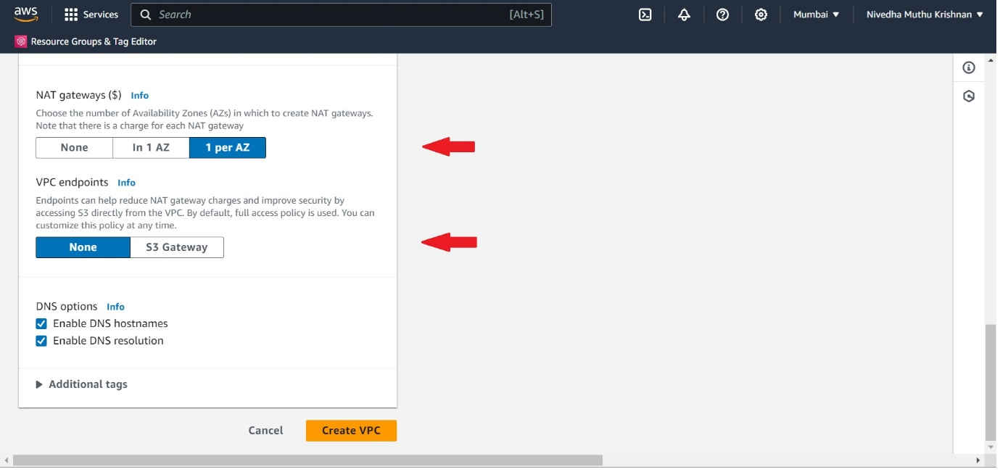 aws
Services
Search
[Alt+S]
Mumbai
Nivedha Muthu Krishnan
Resource Groups & Tag Editor
NAT gateways ($) Info
Choose the number of Availability Zones (AZs) in which to create NAT gateways.
Note that there is a charge for each NAT gateway
None In 1 AZ 1 per AZ
VPC endpoints Info
Endpoints can help reduce NAT gateway charges and improve security by
accessing S3 directly from the VPC. By default, full access policy is used. You can
customize this policy at any time.
None S3 Gateway
DNS options Info
Enable DNS hostnames
Enable DNS resolution
Additional tags
Cancel Create VPC